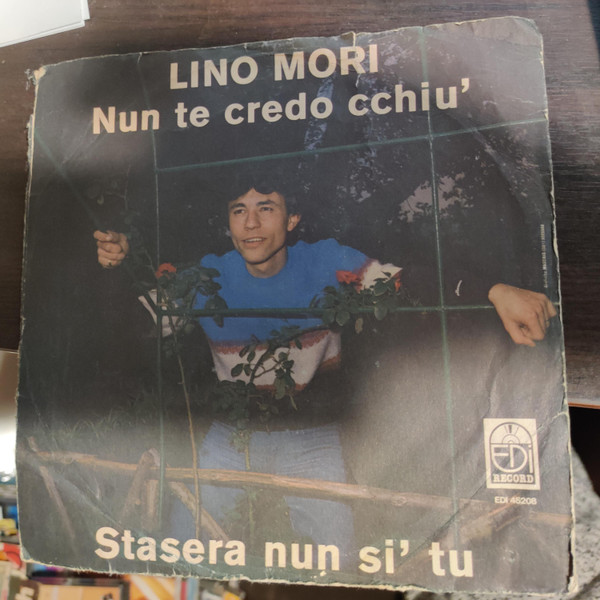 LINO MORI
Nun te credo cchiu'
EDI
RECORD
EDI 45208
Stasera nun si' tu